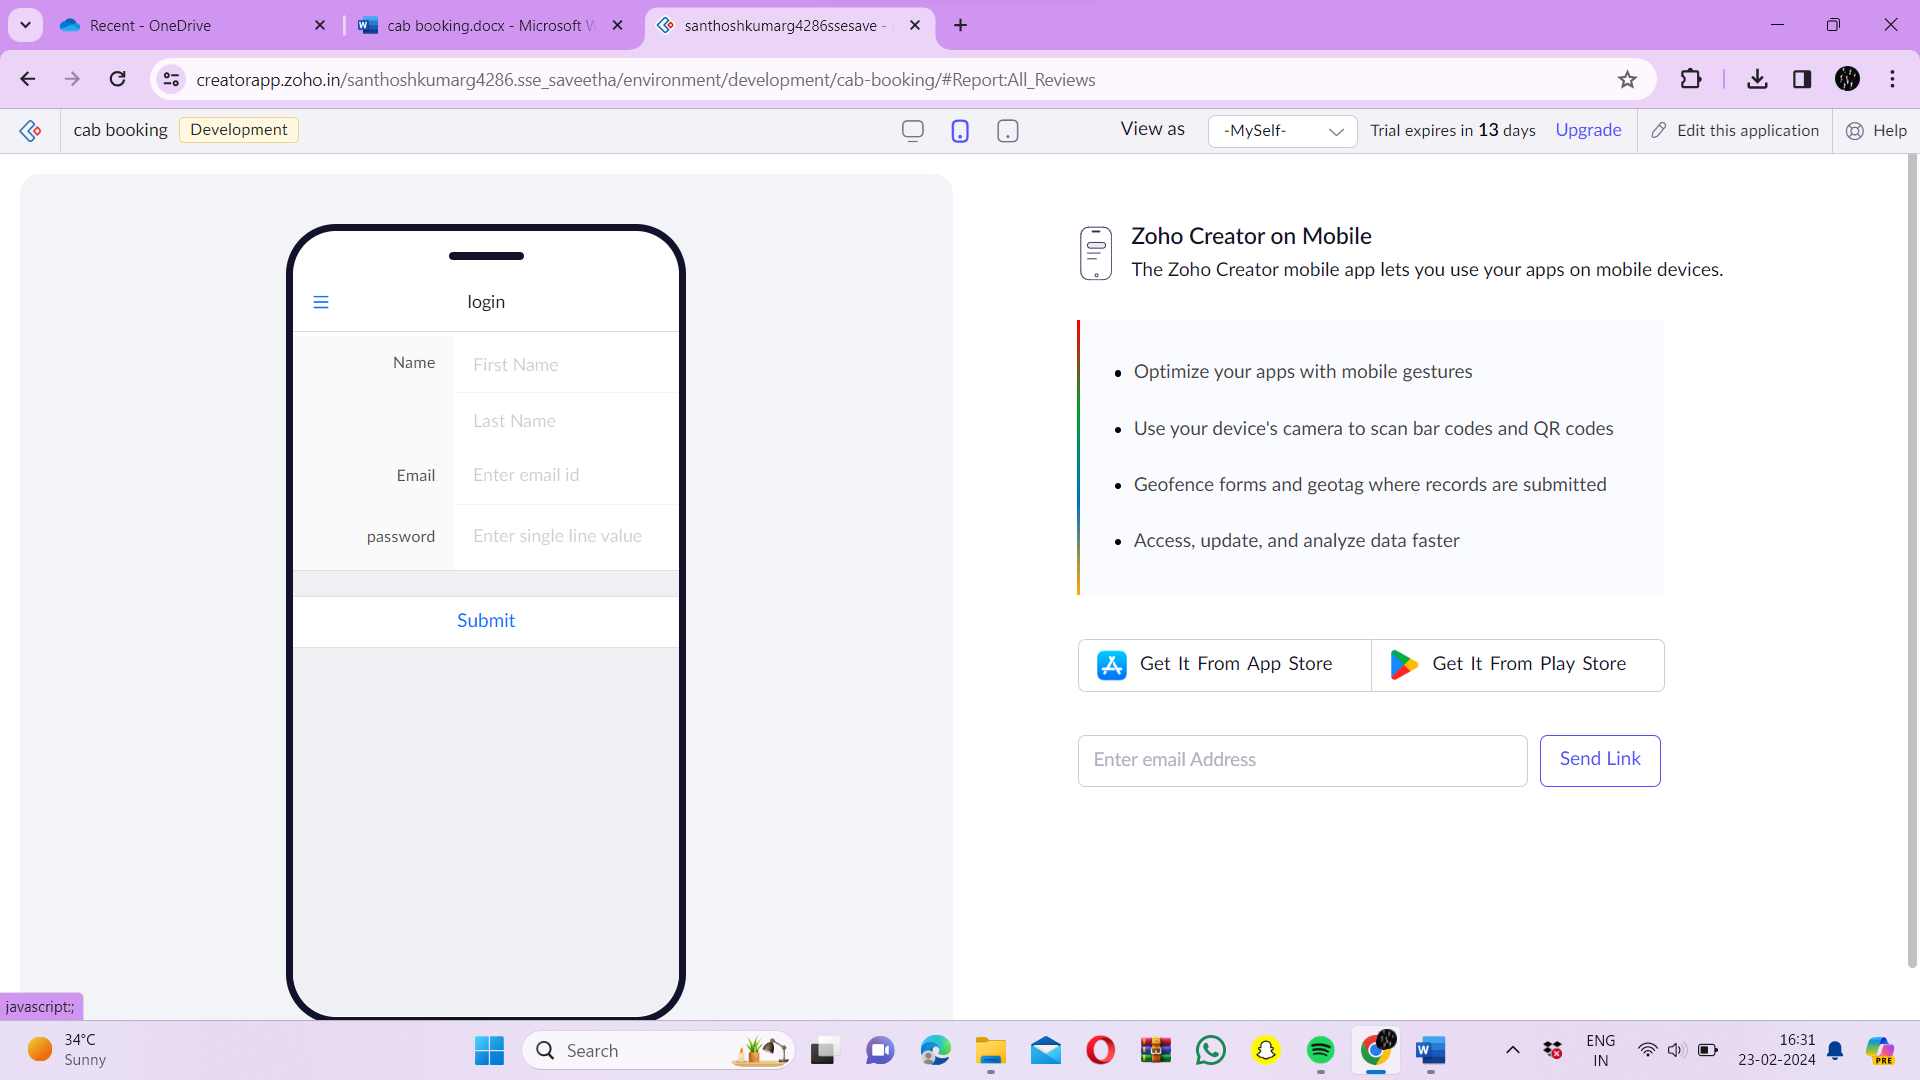 Recent - OneDrive
cab booking.docx - Microsoft W
santhoshkumarg4286ssesave -
creatorapp.zoho.in/santhoshkumarg4286.sse_saveetha/environment/development/cab-booking/#Report:All_Reviews
cab booking
Development
View as
-MySelf-
Trial expires in 13 days
Upgrade
Edit this application
Help
login
Name
First Name
Last Name
Email
Enter email id
password
Enter single line value
Submit
Zoho Creator on Mobile
The Zoho Creator mobile app lets you use your apps on mobile devices.
Optimize your apps with mobile gestures
Use your device's camera to scan bar codes and QR codes
Geofence forms and geotag where records are submitted
Access, update, and analyze data faster
Get It From App Store
Get It From Play Store
Enter email Address
Send Link
javascript:;
34°C
Sunny
Search
ENG
IN
16:31
23-02-2024
PRE